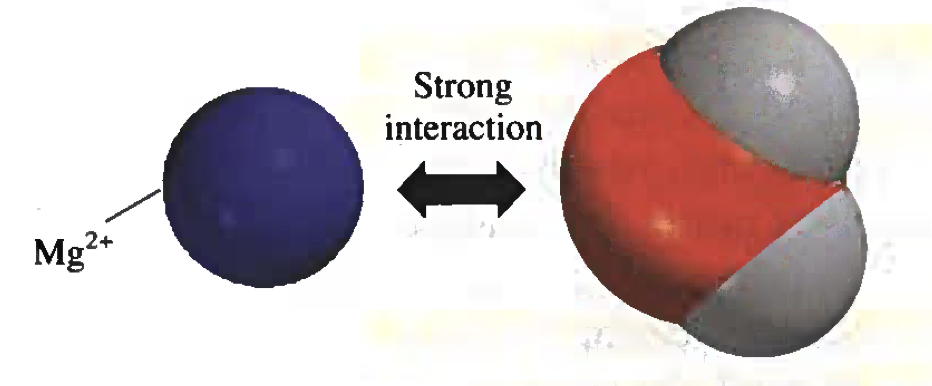 Strong
interaction
Mg²⁺